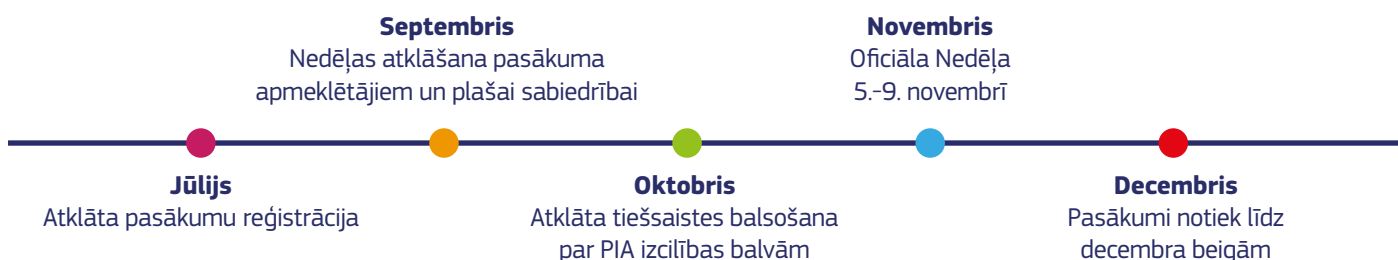 Septembris
Nedēļas atklāšana pasākuma
apmeklētājiem un plašai sabiedrībai
Novembris
Oficiāla Nedēļa
5.-9. novembrī
Jūlijs
Atklāta pasākumu reģistrācija
Oktobris
Atklāta tiešsaistes balsošana
par PIA izcilības balvām
Decembris
Pasākumi notiek līdz
decembra beigām